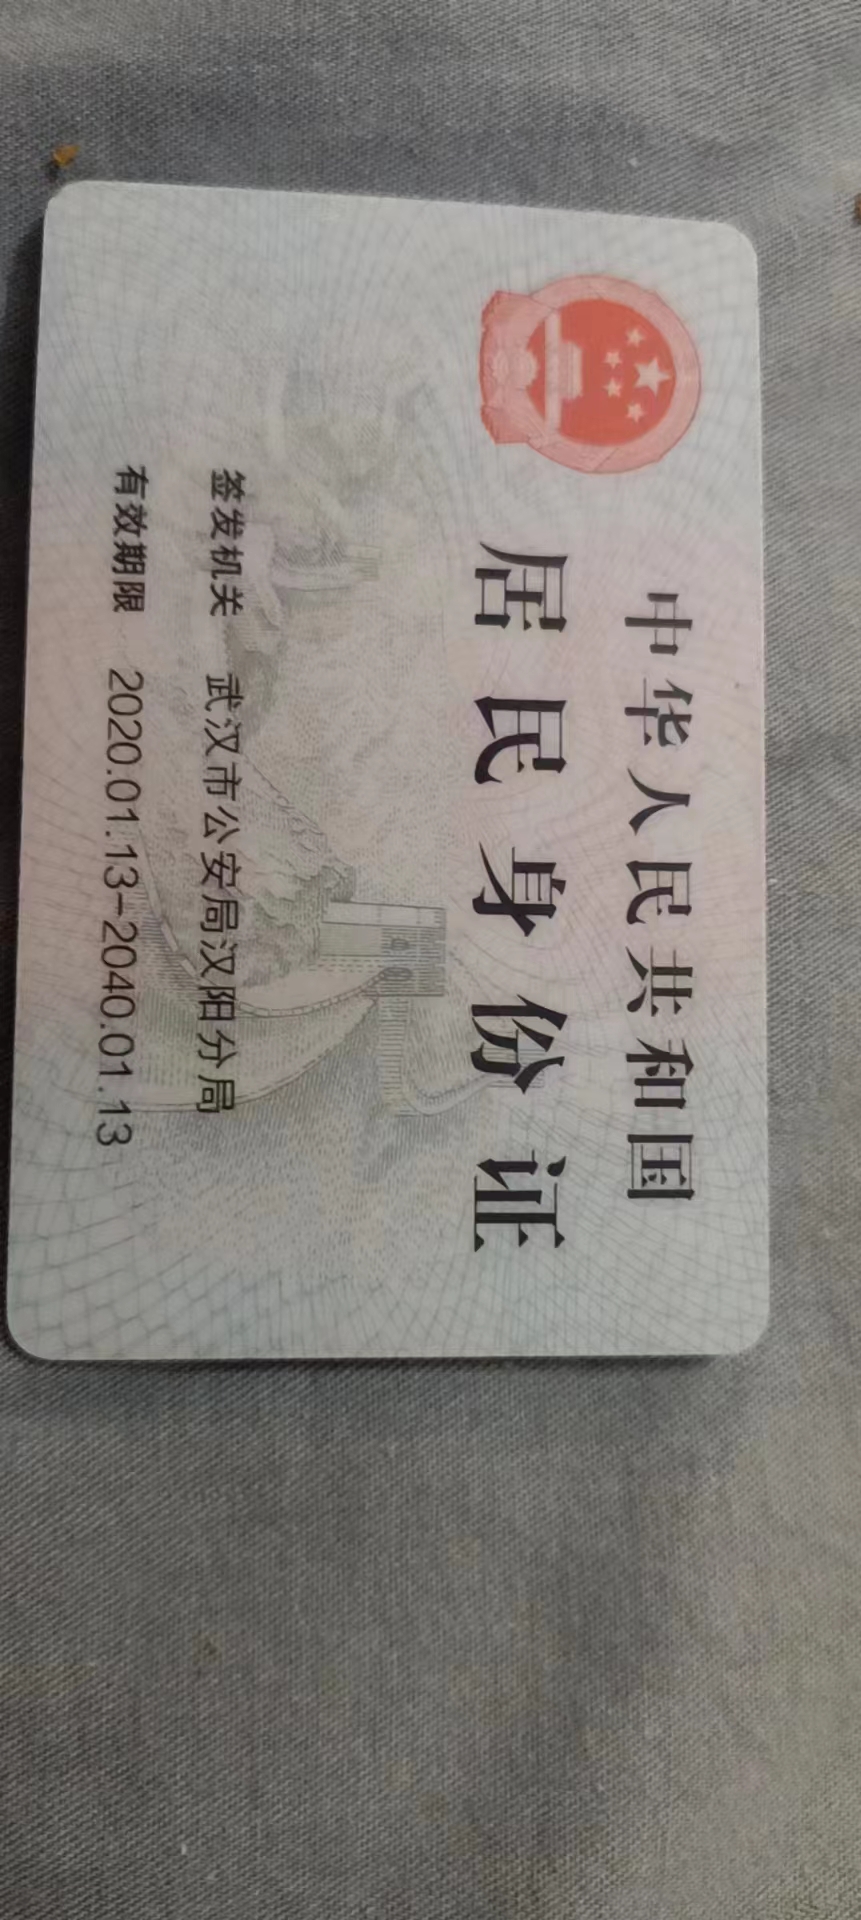 中华人民共和国
居民身份证
签发机关 武汉市公安局汉阳分局
有效期限 2020.01.13-2040.01.13